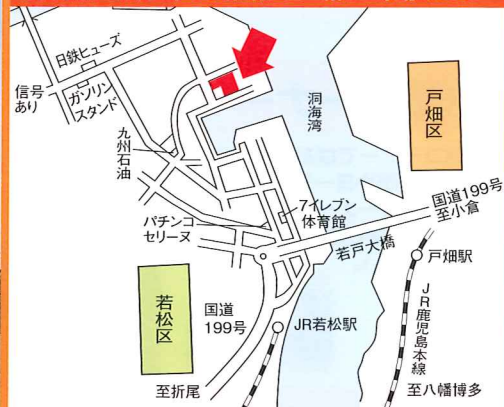 日鉄ヒューズ
信号
あり
ガソリン
スタンド
九州石油
洞海湾
戸畑区
7イレブン
体育館
国道199号
至小倉
パチンコ
セリーヌ
若戸大橋
戸畑駅
若松区
国道
199号
JR若松駅
JR鹿児島本線
至折尾
至八幡博多